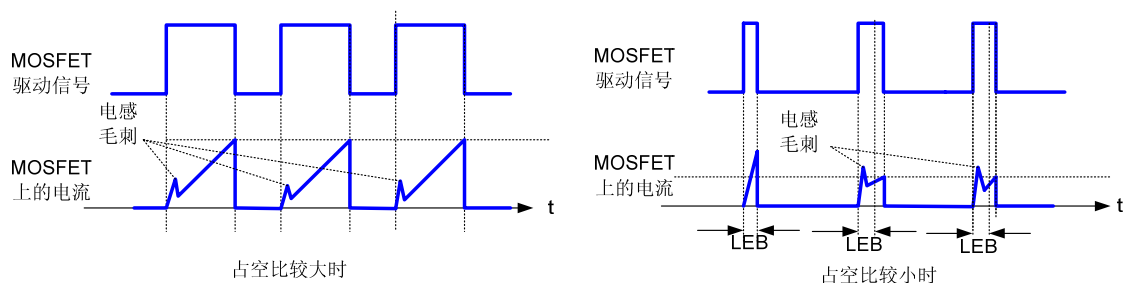 MOSFET
驱动信号
电感
毛刺
MOSFET
上的电流
t
占空比较大时
MOSFET
驱动信号
电感
毛刺
MOSFET
上的电流
t
LEB
LEB
LEB
占空比较小时